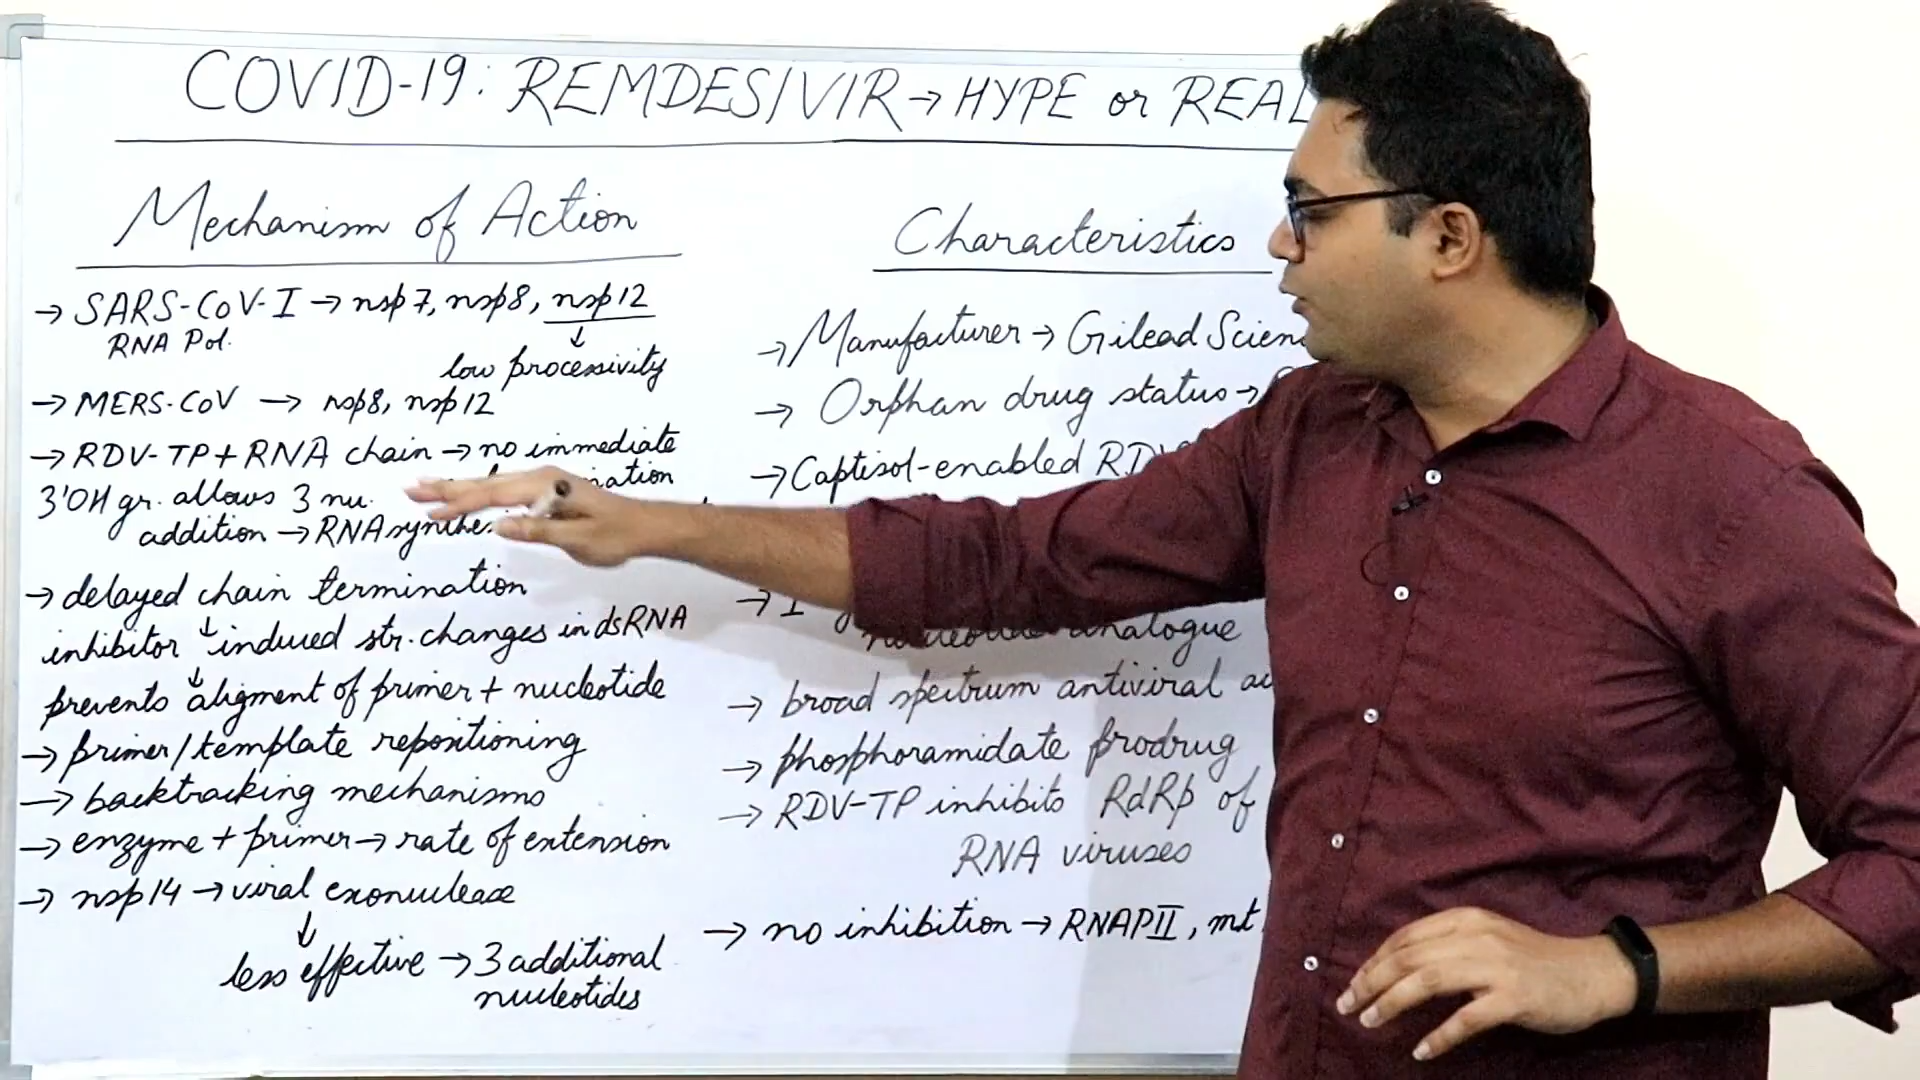 COVID-19: REMDESIVIR → HYPE or REAL
Mechanism of Action
→ SARS-CoV-I → nsp7, nsp8, nsp12
RNA Pol.
↓
low processivity
→ MERS-CoV → nsp8, nsp12
→ RDV-TP + RNA chain → no immediate
3'OH gr. allows 3 nu.
addition → RNA
→ delayed chain termination
inhibitor ↓ induced str. changes in dsRNA
prevents ↓ aligment of primer + nucleotide
→ primer/template repositioning
→ backtracking mechanisms
→ enzyme + primer → rate of extension
→ nsp14 → viral exonuclease
↓
less effective → 3 additional
nucleotides
Characteristics
→ Manufacturer → Gilead
→ Orphan drug status →
→ Captisol-enabled
analogue
→ broad spectrum antiviral
→ phosphoramidate prodrug
→ RDV-TP inhibits RdRp of
RNA viruses
→ no inhibition → RNAPII, mt